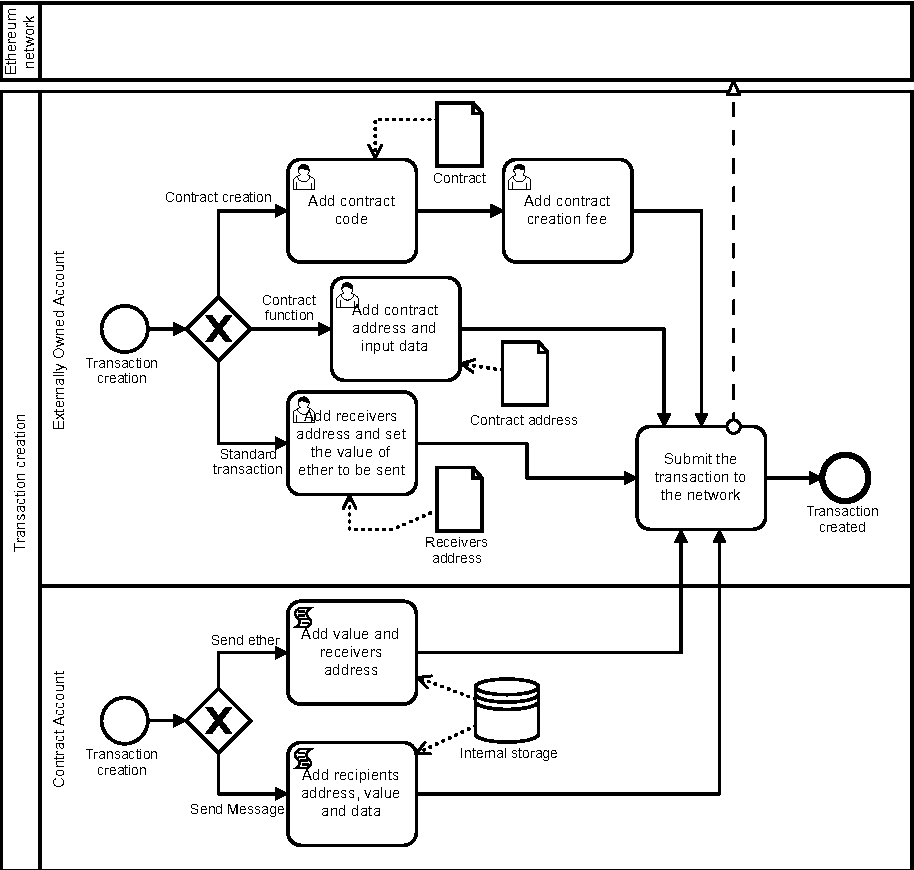 Ethereum
network
Transaction creation
Externally Owned Account
Contract
Contract creation
Add contract
code
Add contract
creation fee
Contract
function
Add contract
address and
input data
Transaction
creation
Contract address
Add receivers
address and set
the value of
ether to be sent
Standard
transaction
Submit the
transaction to
the network
Transaction
created
Receivers
address
Contract Account
Send ether
Add value and
receivers
address
Transaction
creation
Internal storage
Send Message
Add recipients
address, value
and data